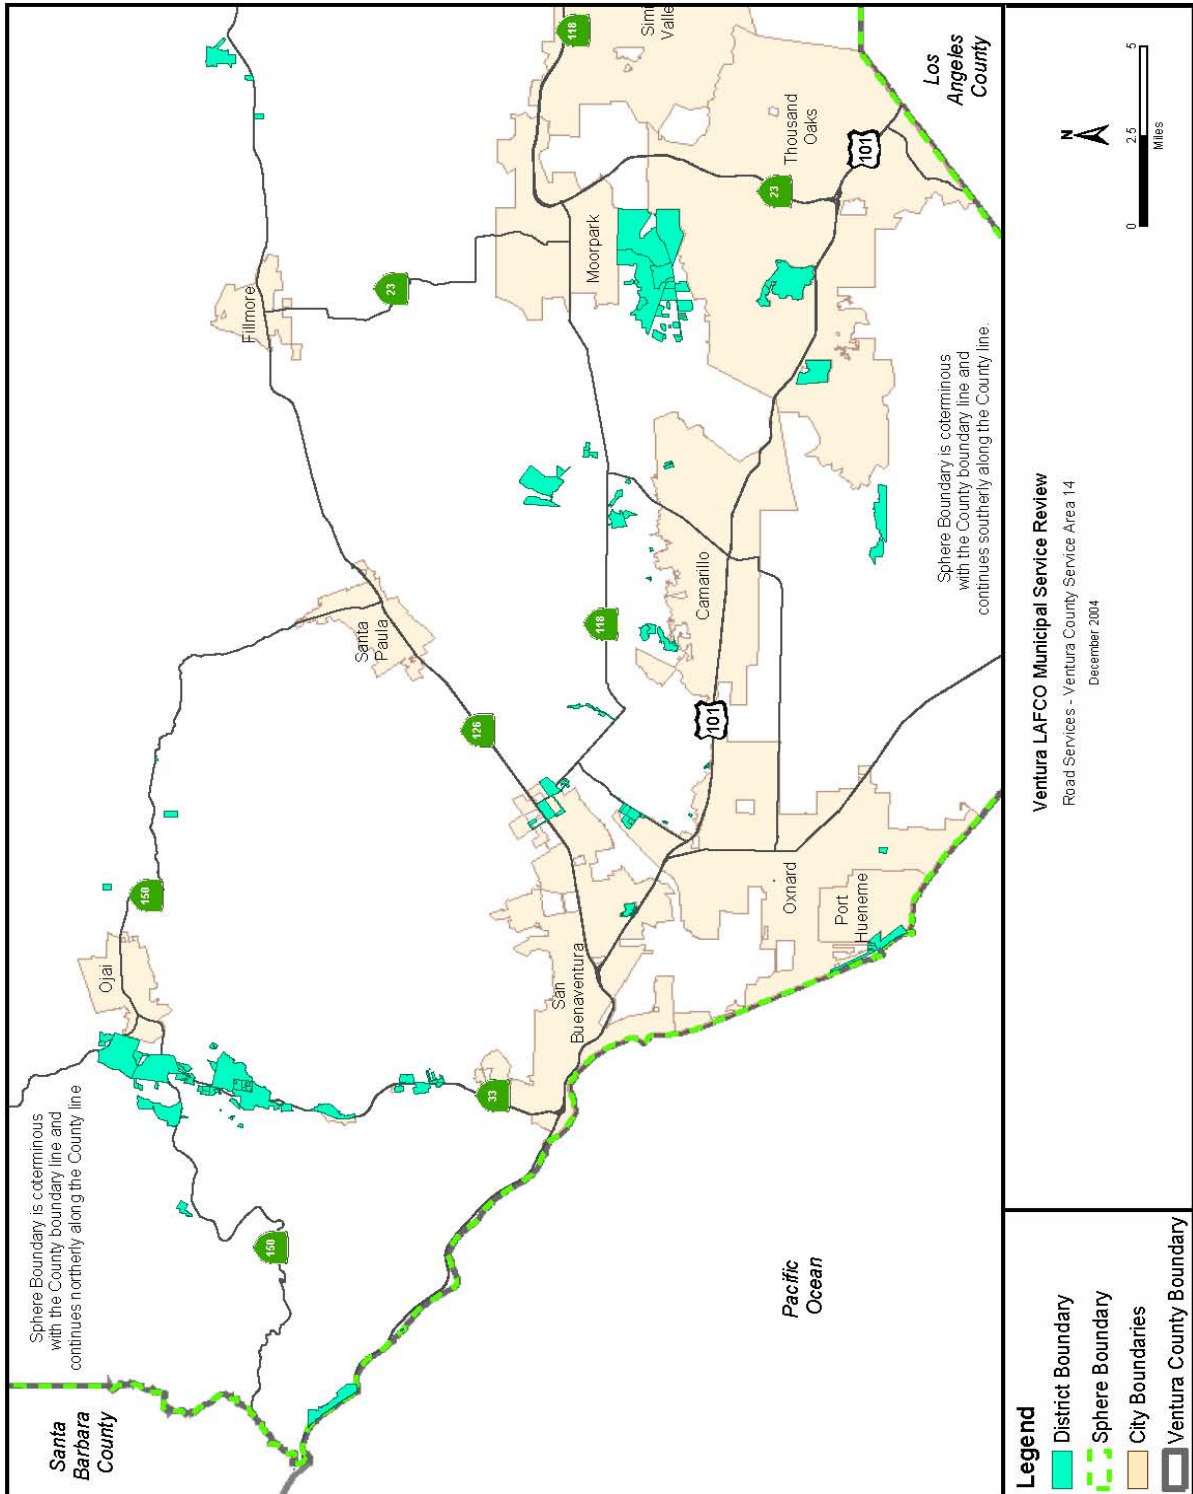 Santa
Barbara
County
Sphere Boundary is coterminous
with the County boundary line and
continues northerly along the County line
150
33
Ojai
150
Santa
Paula
126
Fillmore
23
118
Simi
Valle
Moorpark
23
Thousand
Oaks
101
Los
Angeles
County
San
Buenaventura
118
Camarillo
101
Oxnard
Port
Hueneme
Pacific
Ocean
Sphere Boundary is coterminous
with the County boundary line and
continues southerly along the County line.
Legend
District Boundary
Sphere Boundary
City Boundaries
Ventura County Boundary
Ventura LAFCO Municipal Service Review
Road Services - Ventura County Service Area 14
December 2004
N
0 2.5 5
Miles